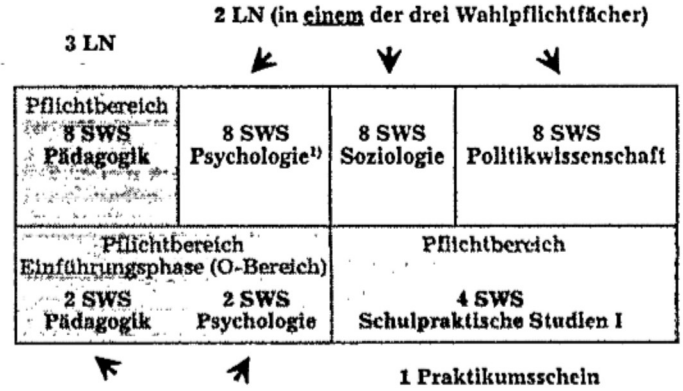 2 LN (in einem der drei Wahlpflichtfächer)
3 LN
Pflichtbereich
8 SWS
Pädagogik
8 SWS
Psychologie¹⁾
8 SWS
Soziologie
8 SWS
Politikwissenschaft
Pflichtbereich
Einführungsphase (O-Bereich)
2 SWS
Pädagogik
2 SWS
Psychologie
Pflichtbereich
4 SWS
Schulpraktische Studien I
1 Praktikumsschein